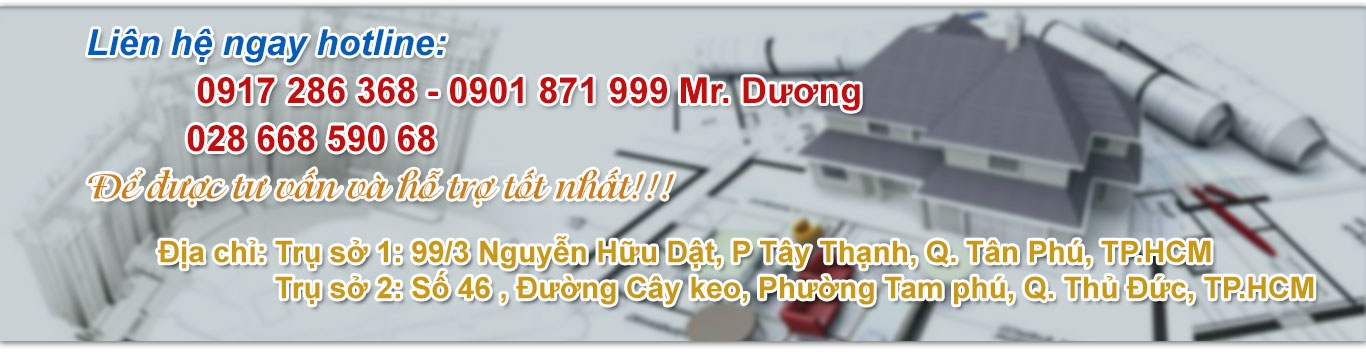 Liên hệ ngay hotline:
0917 286 368 - 0901 871 999 Mr. Dương
028 668 590 68
Để được tư vấn và hỗ trợ tốt nhất!!!
Địa chỉ: Trụ sở 1: 99/3 Nguyễn Hữu Dật, P Tây Thạnh, Q. Tân Phú, TP.HCM
Trụ sở 2: Số 46 , Đường Cây keo, Phường Tam phú, Q. Thủ Đức, TP.HCM